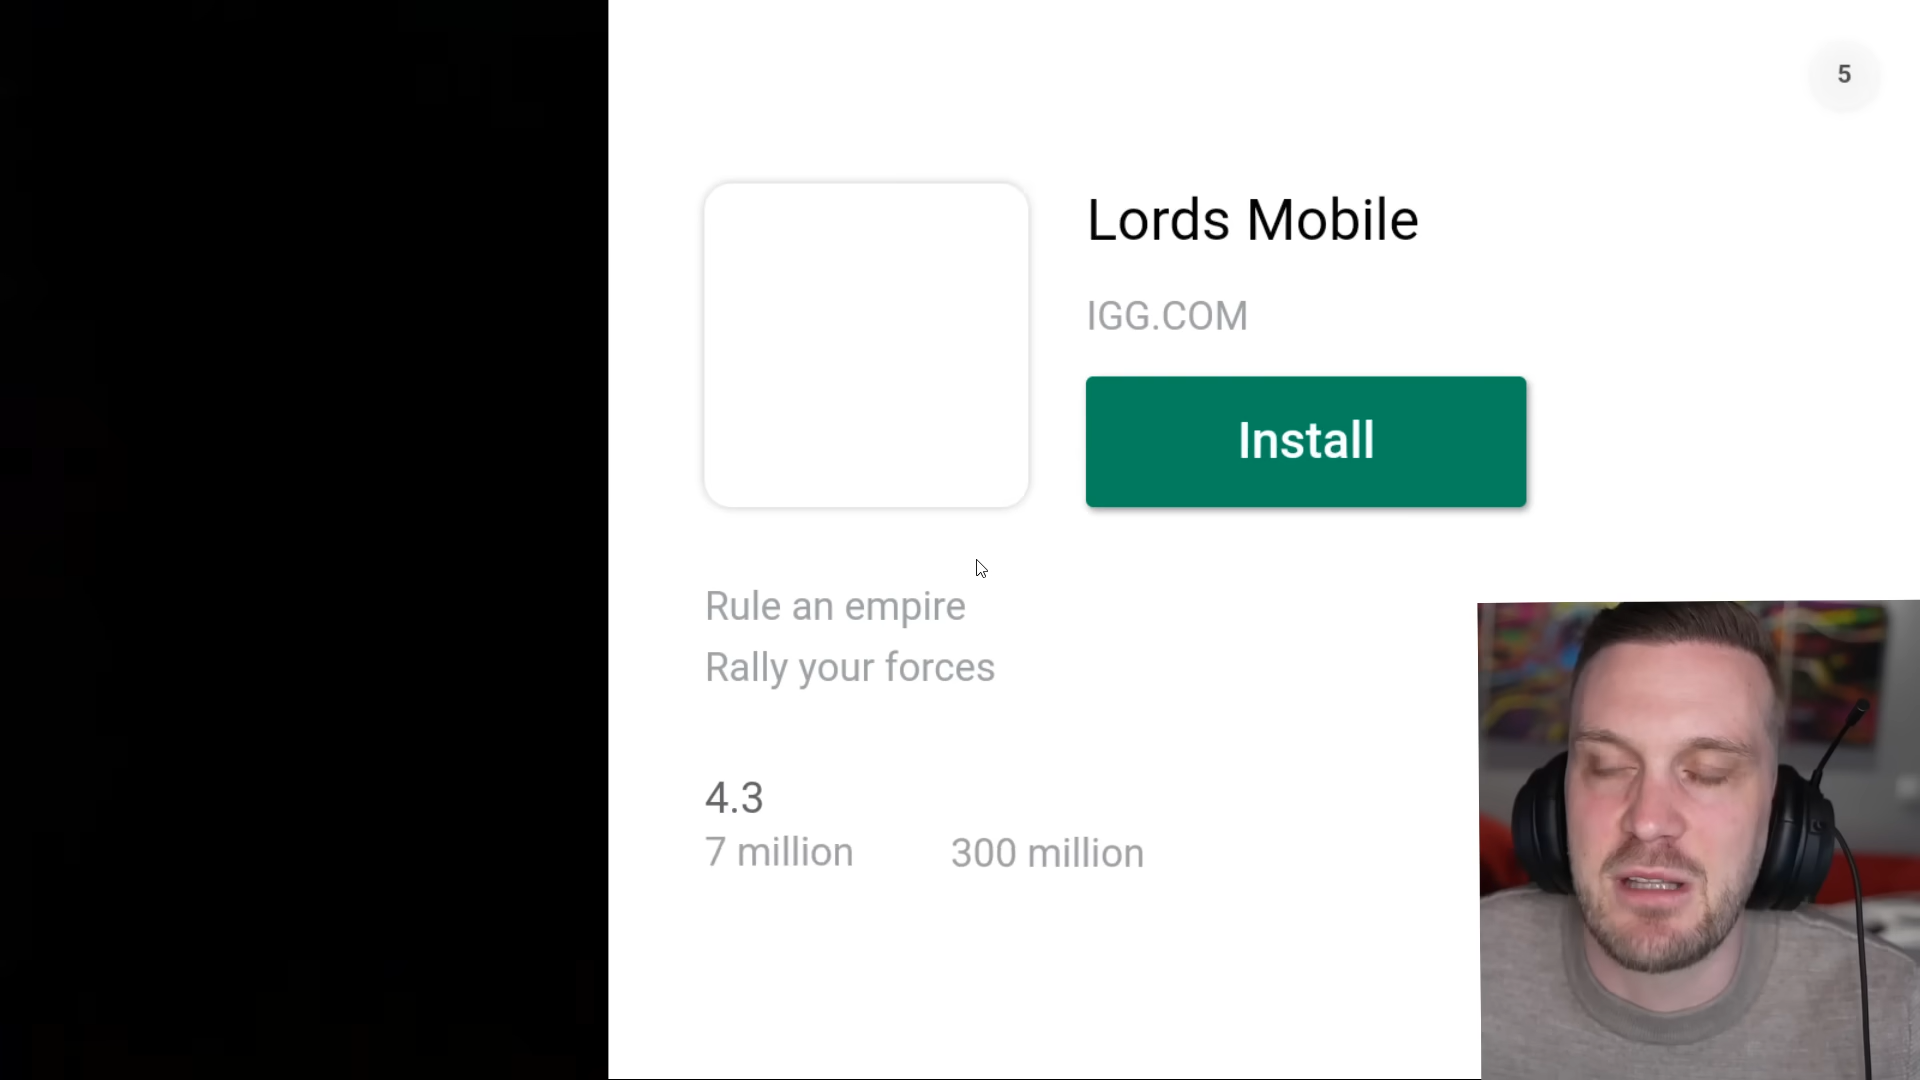 5
Lords Mobile
IGG.COM
Install
Rule an empire
Rally your forces
4.3
7 million
300 million